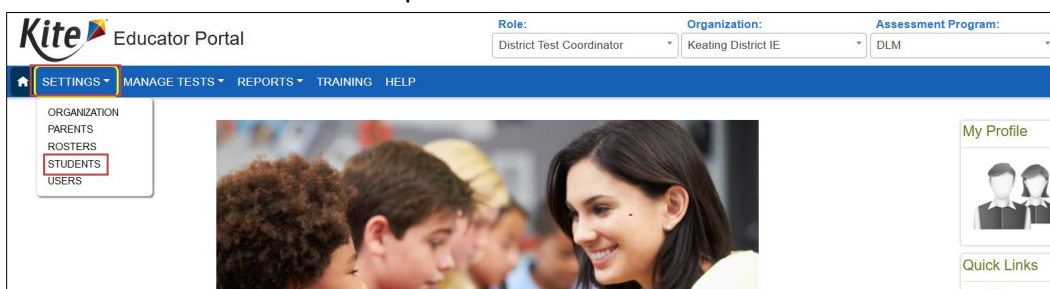 Kite Educator Portal
Role: Organization: Assessment Program:
District Test Coordinator Keating District IE DLM
SETTINGS MANAGE TESTS REPORTS TRAINING HELP
ORGANIZATION
PARENTS
ROSTERS
STUDENTS
USERS
My Profile
Quick Links